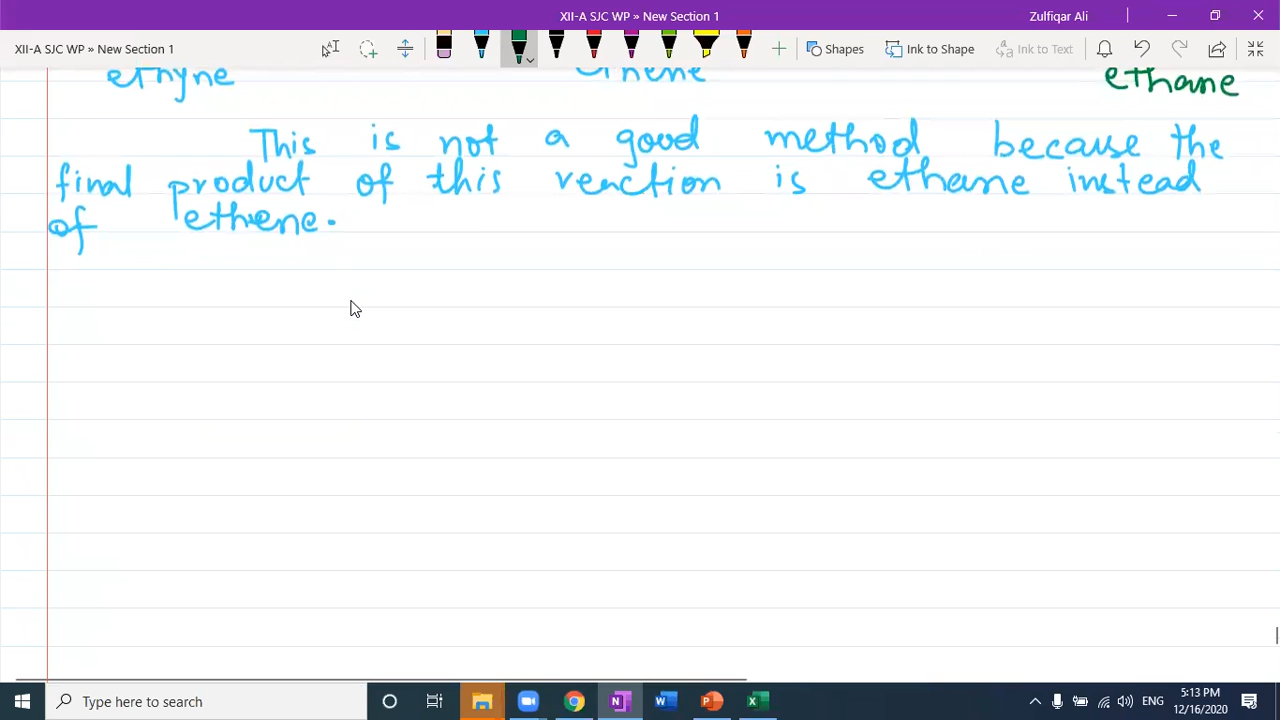 XII-A SJC WP » New Section 1
Zulfiqar Ali
XII-A SJC WP » New Section 1
Shapes
Ink to Shape
Ink to Text
ethyne
ethene
ethane
This is not a good method because the
final product of this reaction is ethane instead
of ethene.
Type here to search
ENG
5:13 PM
12/16/2020